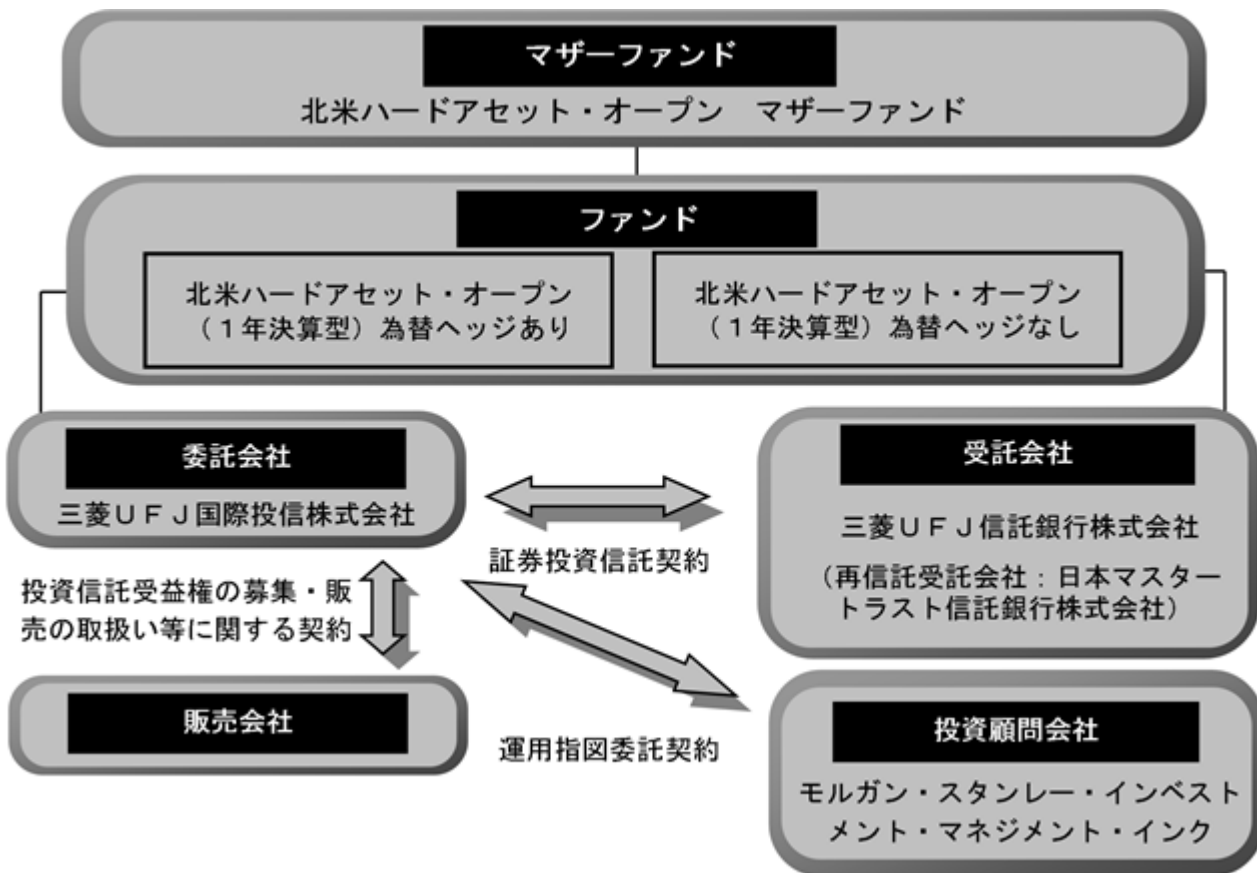 マザーファンド
北米ハードアセット・オープン　マザーファンド
ファンド
北米ハードアセット・オープン
（１年決算型）為替ヘッジあり
北米ハードアセット・オープン
（１年決算型）為替ヘッジなし
委託会社
三菱ＵＦＪ国際投信株式会社
受託会社
三菱ＵＦＪ信託銀行株式会社
（再信託受託会社：日本マスター
トラスト信託銀行株式会社）
証券投資信託契約
投資信託受益権の募集・販
売の取扱い等に関する契約
販売会社
運用指図委託契約
投資顧問会社
モルガン・スタンレー・インベスト
メント・マネジメント・インク